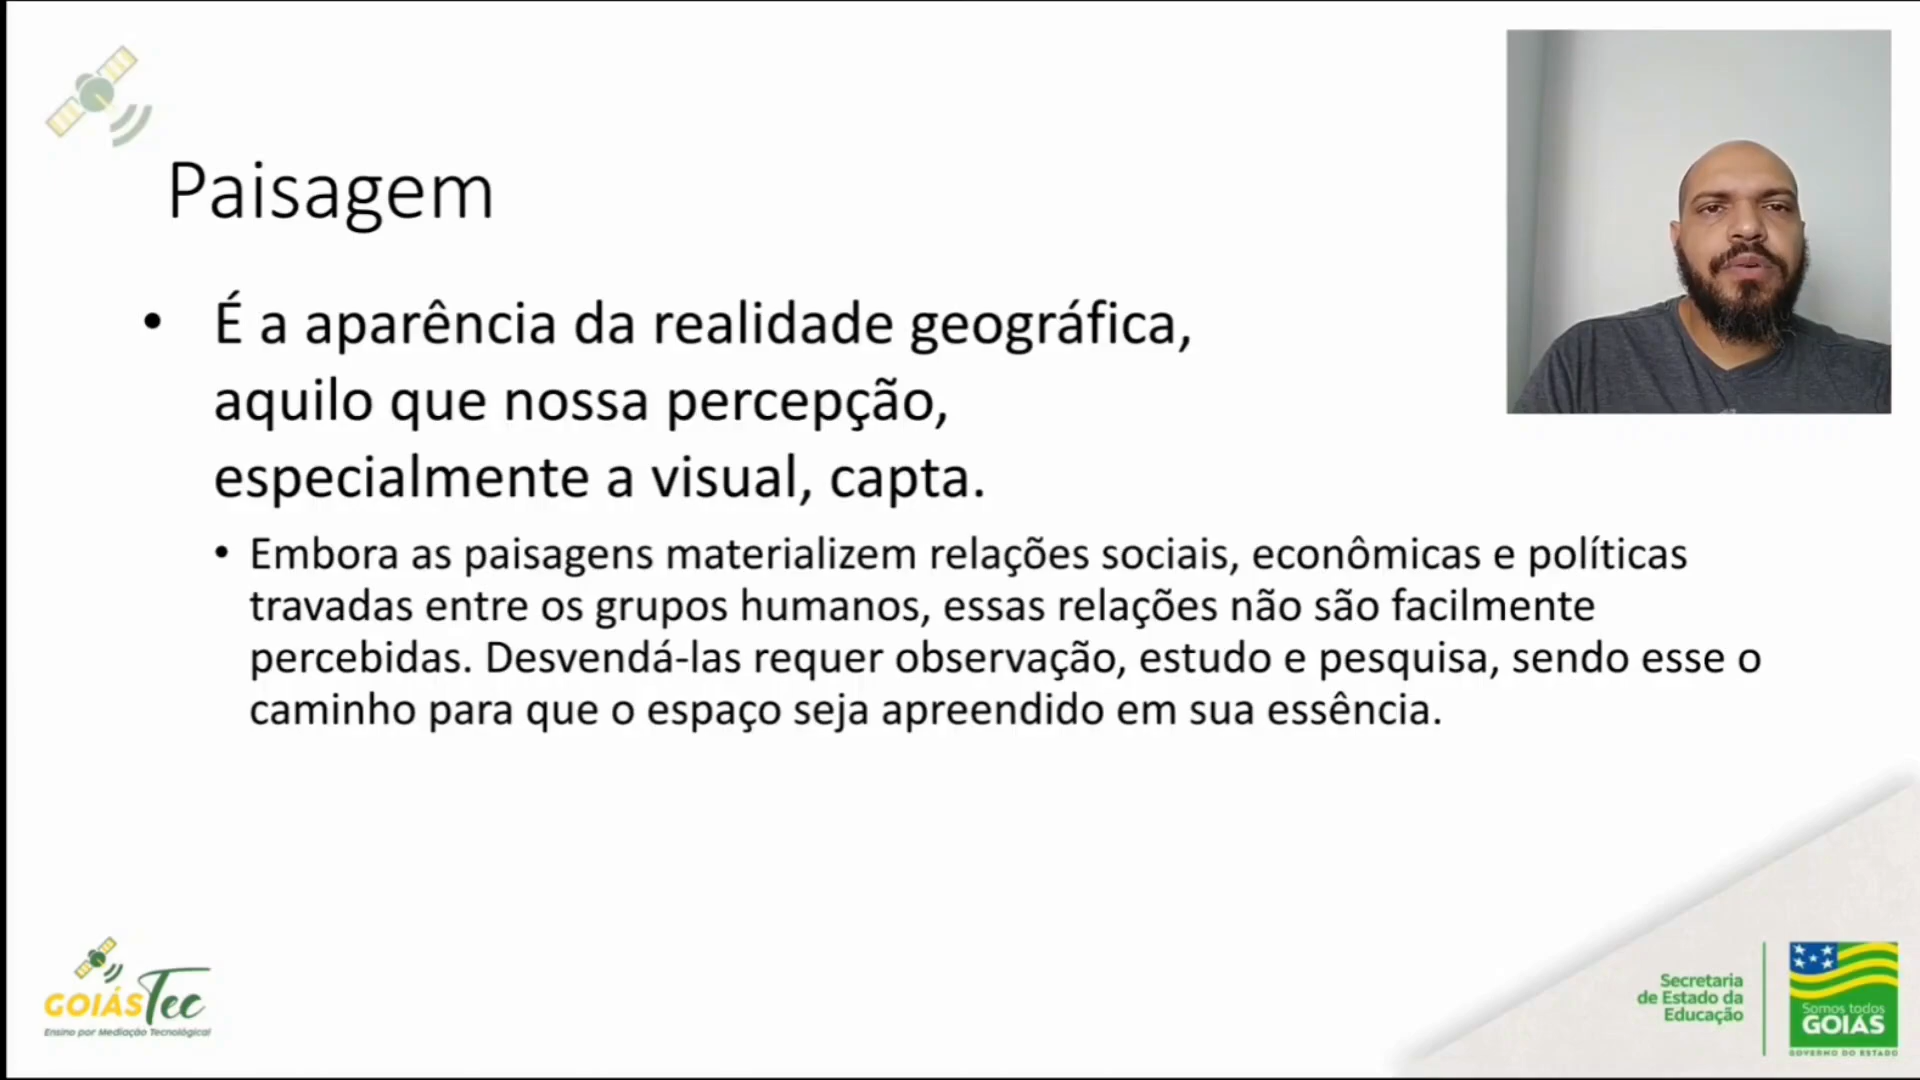 Paisagem
• É a aparência da realidade geográfica,
aquilo que nossa percepção,
especialmente a visual, capta.
• Embora as paisagens materializem relações sociais, econômicas e políticas
travadas entre os grupos humanos, essas relações não são facilmente
percebidas. Desvendá-las requer observação, estudo e pesquisa, sendo esse o
caminho para que o espaço seja apreendido em sua essência.
GOIÁSTec
Ensino por Mediação Tecnológica!
Secretaria
de Estado da
Educação
Somos todos
GOIÁS
GOVERNO DO ESTADO